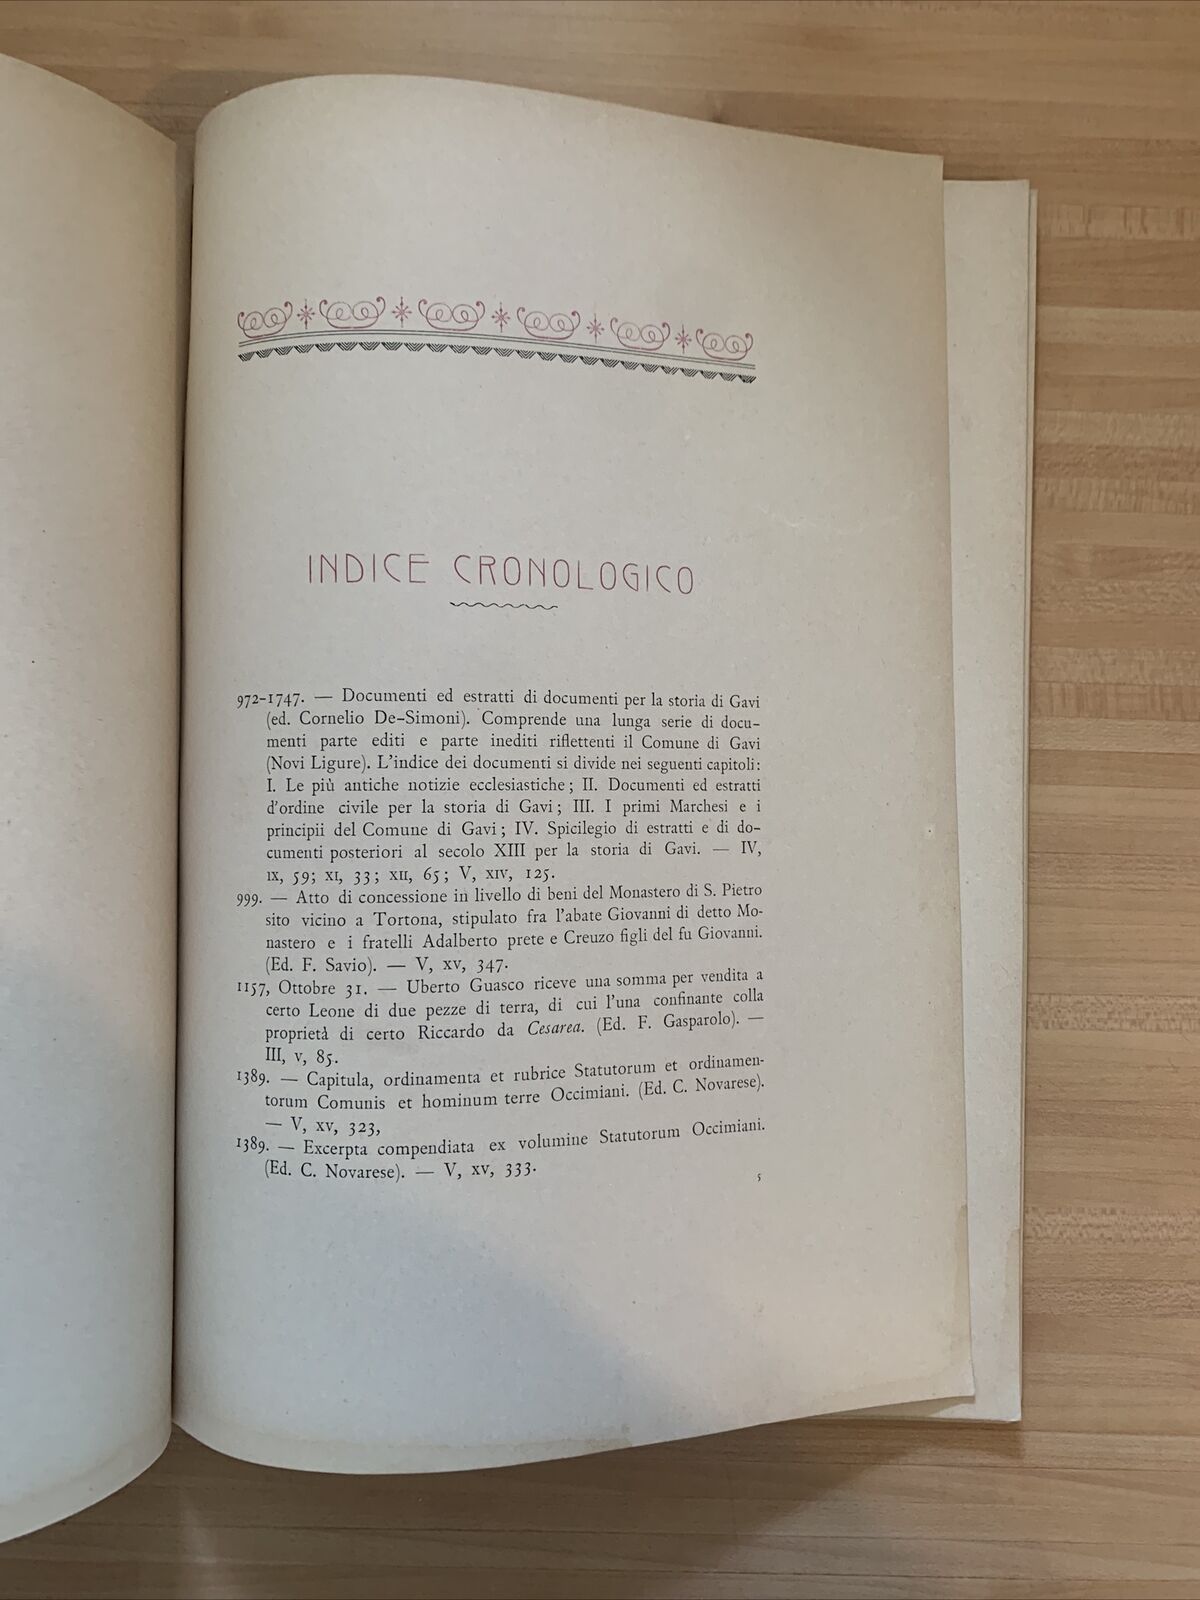 INDICE CRONOLOGICO
972-1747. — Documenti ed estratti di documenti per la storia di Gavi
(ed. Cornelio De-Simoni). Comprende una lunga serie di docu-
menti parte editi e parte inediti riflettenti il Comune di Gavi
(Novi Ligure). L'indice dei documenti si divide nei seguenti capitoli:
I. Le più antiche notizie ecclesiastiche; II. Documenti ed estratti
d'ordine civile per la storia di Gavi; III. I primi Marchesi e i
principii del Comune di Gavi; IV. Spicilegio di estratti e di do-
cumenti posteriori al secolo XIII per la storia di Gavi. — IV,
IX, 59; XI, 33; XII, 65; V, XIV, 125.
999. — Atto di concessione in livello di beni del Monastero di S. Pietro
sito vicino a Tortona, stipulato fra l'abate Giovanni di detto Mo-
nastero e i fratelli Adalberto prete e Creuzo figli del fu Giovanni.
(Ed. F. Savio). — V, XV, 347.
1157, Ottobre 31. — Uberto Guasco riceve una somma per vendita a
certo Leone di due pezze di terra, di cui l'una confinante colla
proprietà di certo Riccardo da Cesarea. (Ed. F. Gasparolo). —
III, V, 85.
1389. — Capitula, ordinamenta et rubrice Statutorum et ordinamen-
torum Comunis et hominum terre Occimiani. (Ed. C. Novarese).
— V, XV, 323,
1389. — Excerpta compendiata ex volumine Statutorum Occimiani.
(Ed. C. Novarese). — V, XV, 333.
5